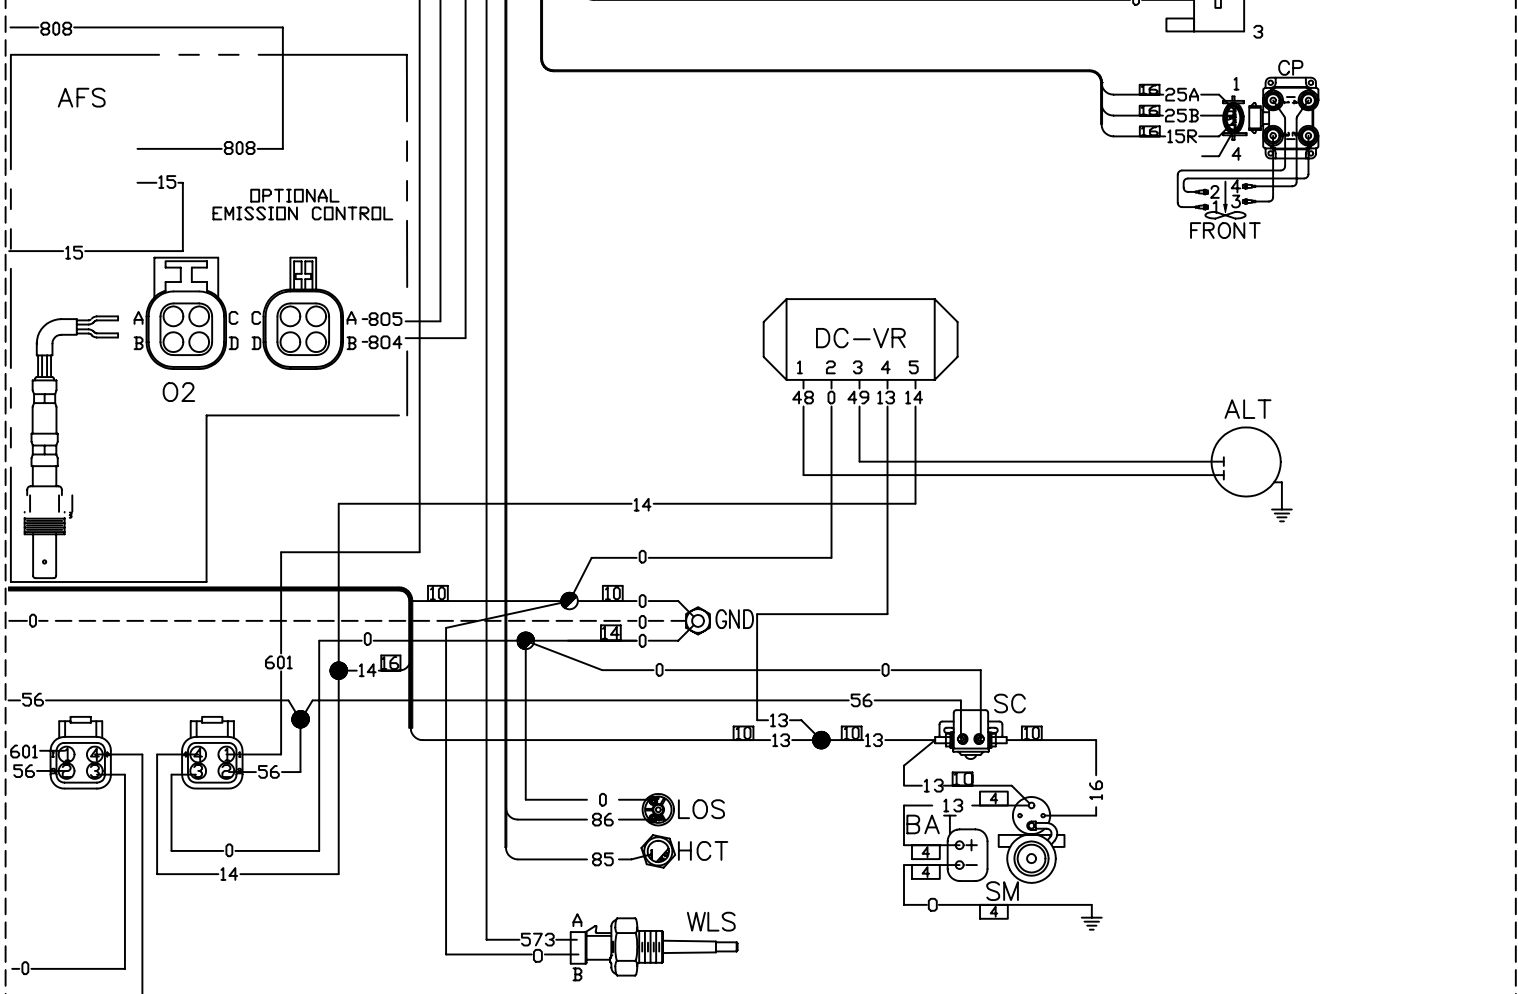 808
0
3
AFS
CP
16 25A 1
16 25B
16 15R
4
808
15
OPTIONAL
EMISSION CONTROL
2 4
1 3
FRONT
15
A C C A -805
B D D B -804
O2
DC-VR
1 2 3 4 5
48 0 49 13 14
ALT
14
0
10 10 0
0 0 GND
14 0
0
601 14 16
0 0
56 56 SC
13
10 13 10 13 10
601 1 4 4 1
56 2 3 3 2 56
13 10
16
13 4
0 LOS
86
BA
+
4
0 HCT
85
-
4
14
SM
0 4
A WLS
573
0
B
0